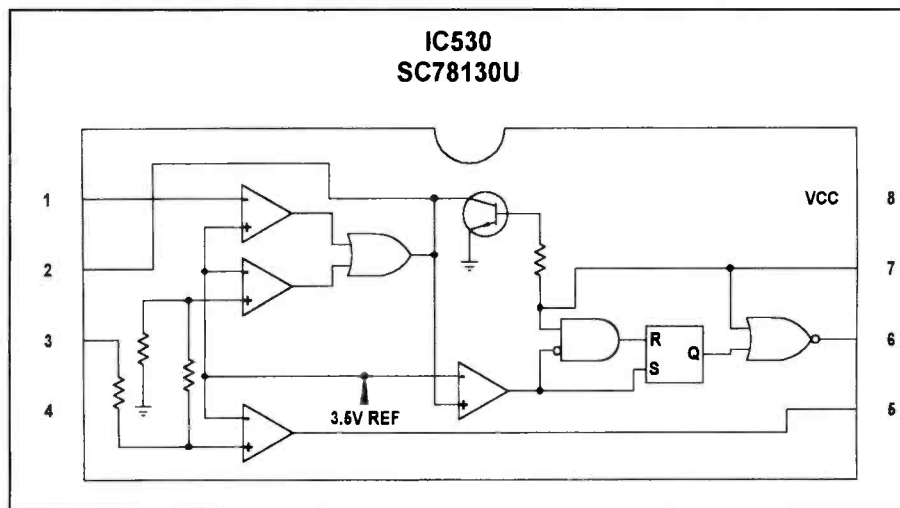 IC530
SC78130U
1
2
3
4
VCC 8
7
6
5
3.5V REF
R
S
Q
-
+
-
+
-
+
-
+